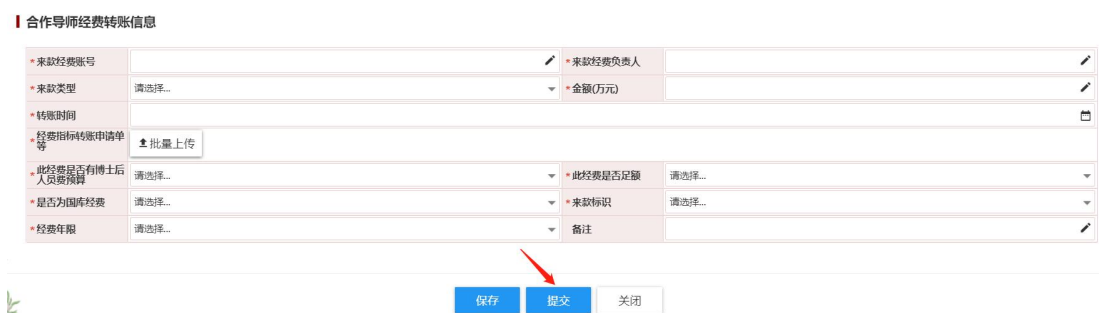 合作导师经费转账信息
*来款经费账号 *来款经费负责人
*来款类型 请选择... *金额(万元)
*转账时间
*经费指标转账申请单等 批量上传
*此经费是否有博士后人员费预算 请选择... *此经费是否足额 请选择...
*是否为国库经费 请选择... *来款标识 请选择...
*经费年限 请选择... 备注
保存 提交 关闭